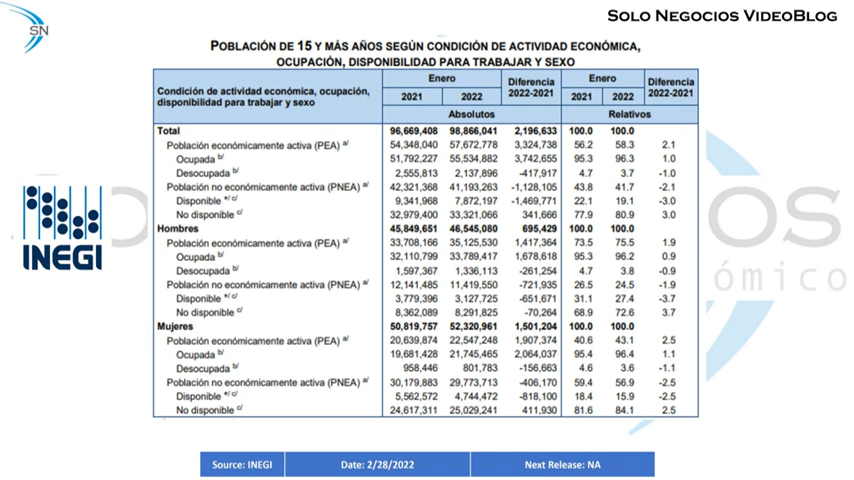 SN
SOLO NEGOCIOS VIDEOBLOG
POBLACIÓN DE 15 Y MÁS AÑOS SEGÚN CONDICIÓN DE ACTIVIDAD ECONÓMICA,
OCUPACIÓN, DISPONIBILIDAD PARA TRABAJAR Y SEXO
Condición de actividad económica, ocupación, disponibilidad para trabajar y sexo Enero Diferencia 2022-2021 Enero Diferencia 2022-2021
2021 2022 2021 2022
Absolutos Relativos
Total 96,669,408 98,866,041 2,196,633 100.0 100.0
Población económicamente activa (PEA) a/ 54,348,040 57,672,778 3,324,738 56.2 58.3 2.1
Ocupada b/ 51,792,227 55,534,882 3,742,655 95.3 96.3 1.0
Desocupada b/ 2,555,813 2,137,896 -417,917 4.7 3.7 -1.0
Población no económicamente activa (PNEA) a/ 42,321,368 41,193,263 -1,128,105 43.8 41.7 -2.1
Disponible */ c/ 9,341,968 7,872,197 -1,469,771 22.1 19.1 -3.0
No disponible c/ 32,979,400 33,321,066 341,666 77.9 80.9 3.0
Hombres 45,849,651 46,545,080 695,429 100.0 100.0
Población económicamente activa (PEA) a/ 33,708,166 35,125,530 1,417,364 73.5 75.5 1.9
Ocupada b/ 32,110,799 33,789,417 1,678,618 95.3 96.2 0.9
Desocupada b/ 1,597,367 1,336,113 -261,254 4.7 3.8 -0.9
Población no económicamente activa (PNEA) a/ 12,141,485 11,419,550 -721,935 26.5 24.5 -1.9
Disponible */ c/ 3,779,396 3,127,725 -651,671 31.1 27.4 -3.7
No disponible c/ 8,362,089 8,291,825 -70,264 68.9 72.6 3.7
Mujeres 50,819,757 52,320,961 1,501,204 100.0 100.0
Población económicamente activa (PEA) a/ 20,639,874 22,547,248 1,907,374 40.6 43.1 2.5
Ocupada b/ 19,681,428 21,745,465 2,064,037 95.4 96.4 1.1
Desocupada b/ 958,446 801,783 -156,663 4.6 3.6 -1.1
Población no económicamente activa (PNEA) a/ 30,179,883 29,773,713 -406,170 59.4 56.9 -2.5
Disponible */ c/ 5,562,572 4,744,472 -818,100 18.4 15.9 -2.5
No disponible c/ 24,617,311 25,029,241 411,930 81.6 84.1 2.5
INEGI
Source: INEGI Date: 2/28/2022 Next Release: NA